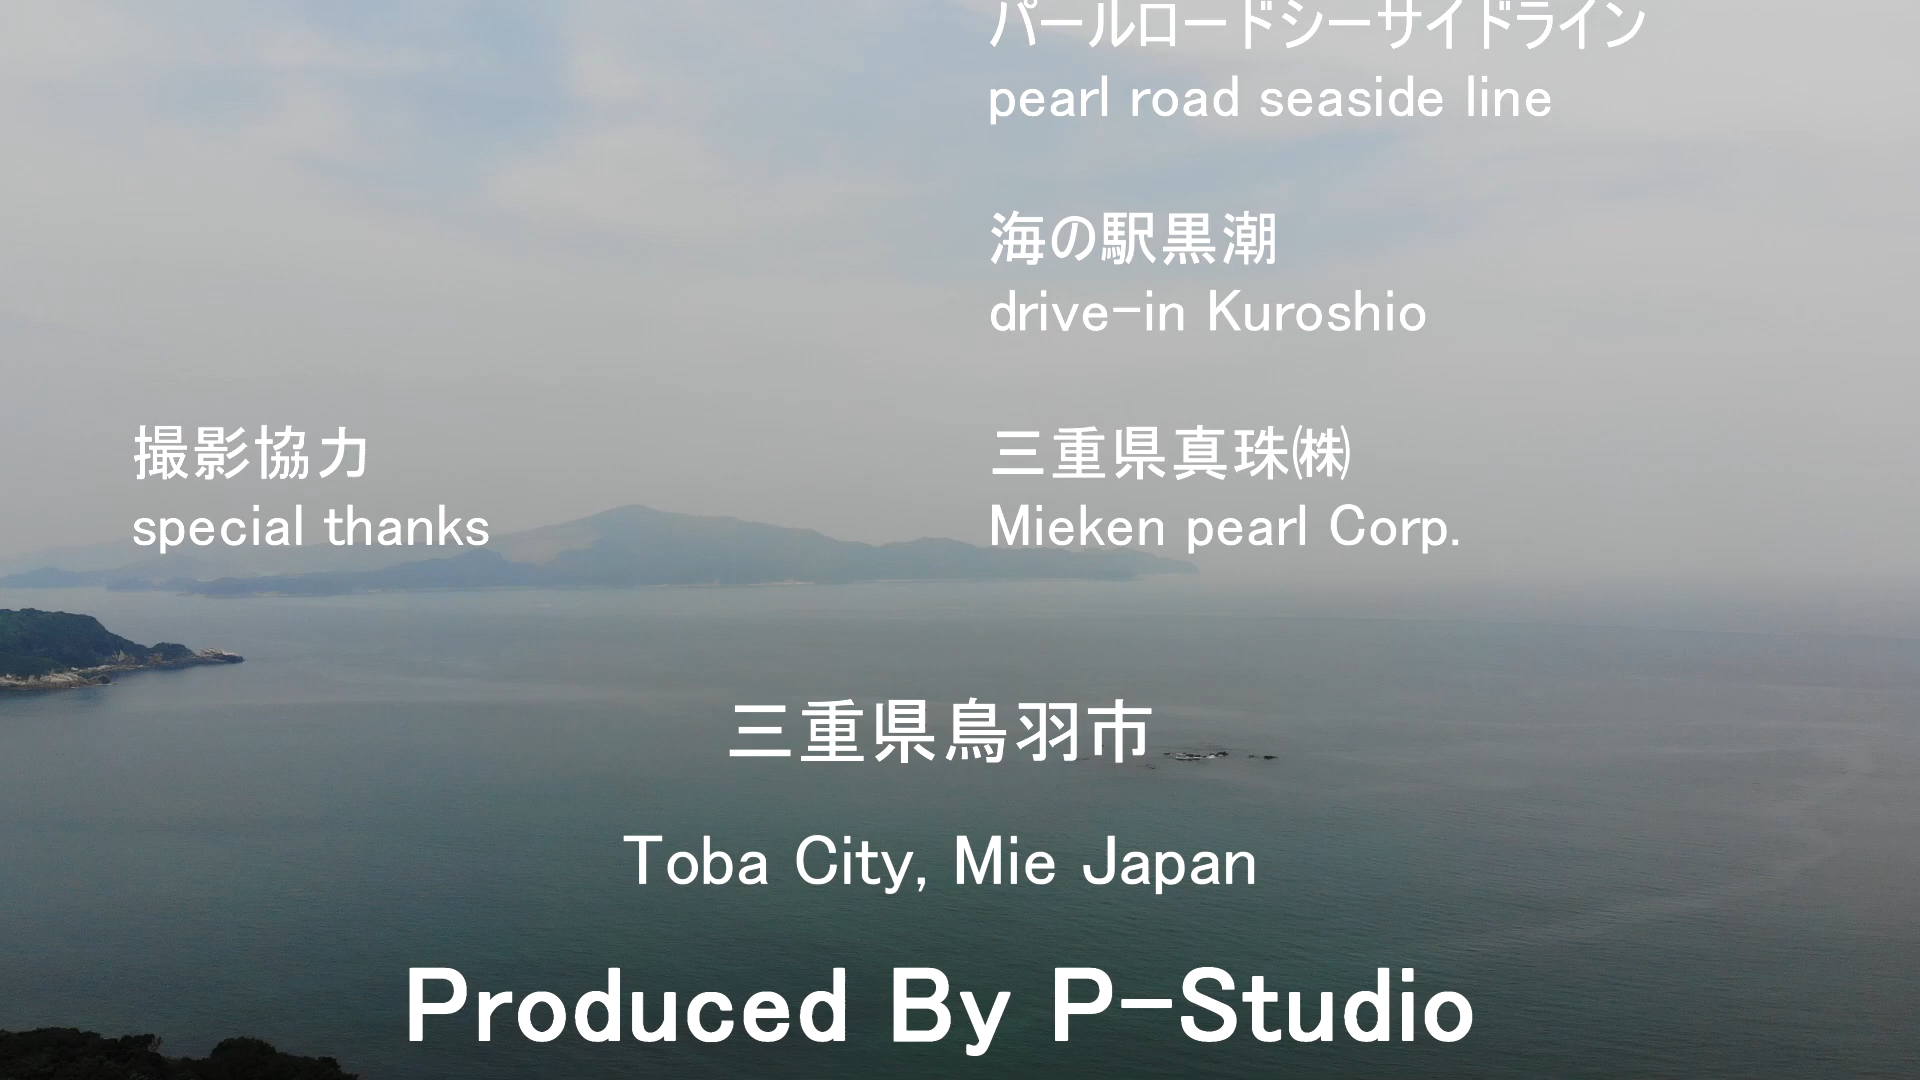 パールロードシーサイドライン
pearl road seaside line
海の駅黒潮
drive-in Kuroshio
撮影協力
special thanks
三重県真珠㈱
Mieken pearl Corp.
三重県鳥羽市
Toba City, Mie Japan
Produced By P-Studio